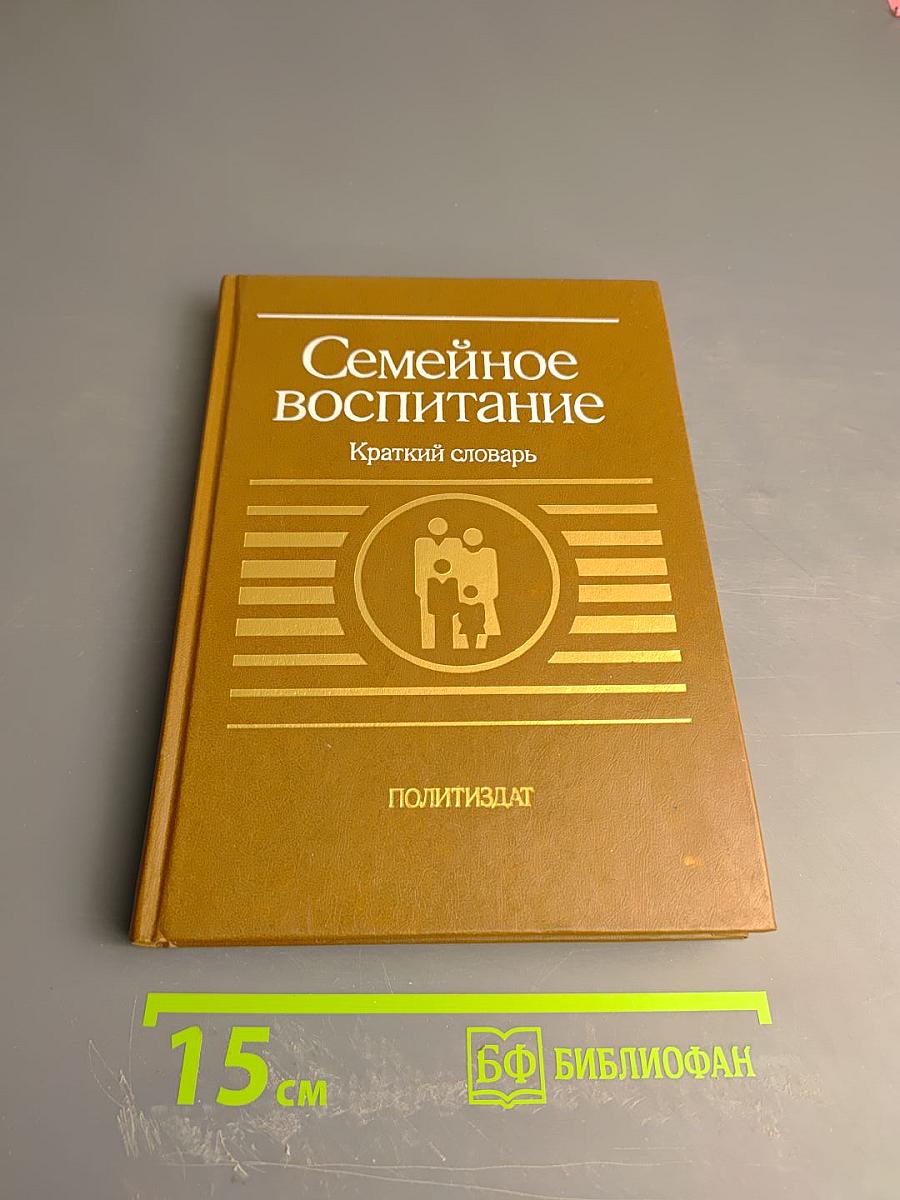 Семейное
воспитание
Краткий словарь
ПОЛИТИЗДАТ
15 см
БФ БИБЛИОФАН